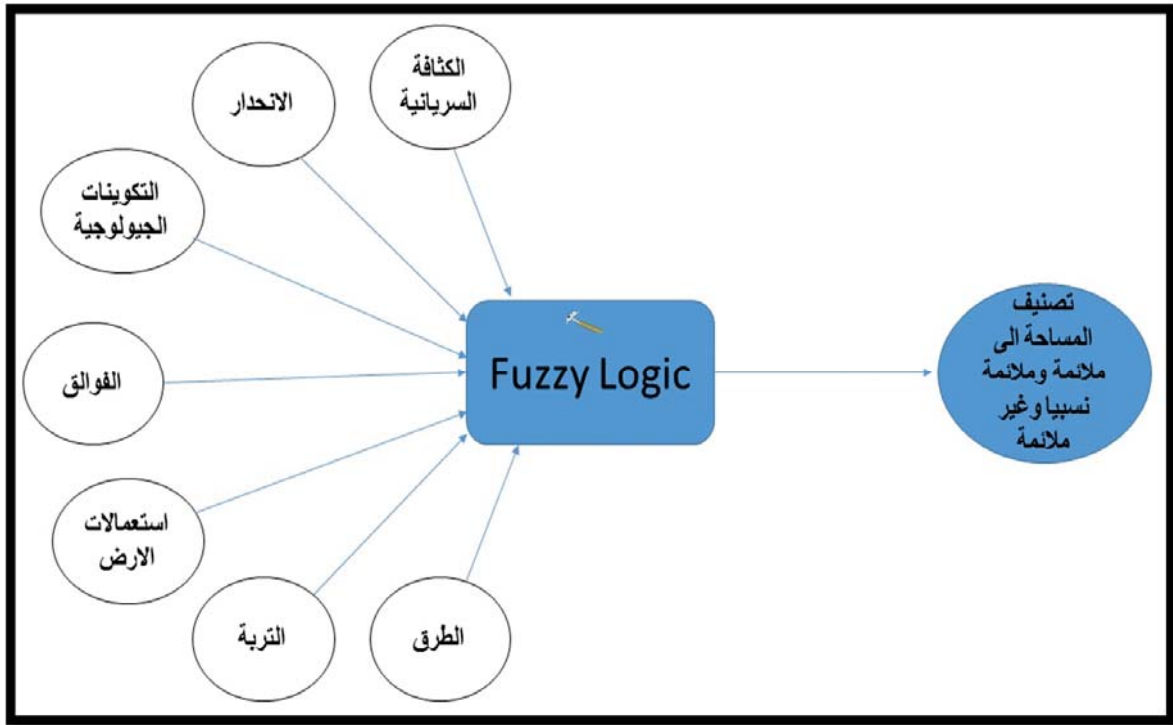 الكثافة
السريانية
الانحدار
التكوينات
الجيولوجية
الفوالق
استعمالات
الارض
التربة
الطرق
Fuzzy Logic
تصنيف
المساحة الى
ملائمة وملائمة
نسبيا وغير
ملائمة